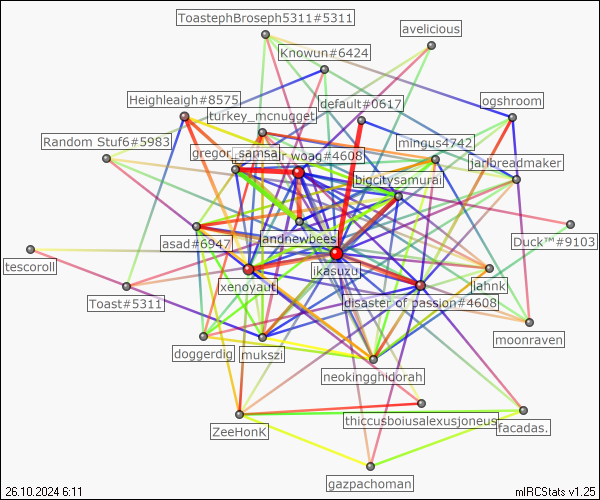 ToastephBroseph5311#5311
avelicious
Knowun#6424
Heighleaigh#8575
default#0617
ogshroom
turkey_mcnugget
Random Stuf6#5983
mingus4742
gregor_samsa
woag#4608
jarlbreadmaker
bigcitysamurai
asad#6947
andnewbees
Duck™#9103
tescoroll
ikasuzu
xenoyaut
lahnk
Toast#5311
disaster of passion#4608
moonraven
doggerdig
mukszi
neokingghidorah
thiccusboiusalexusjoneus
facadas.
ZeeHonK
gazpachoman
26.10.2024 6:11
mIRCStats v1.25